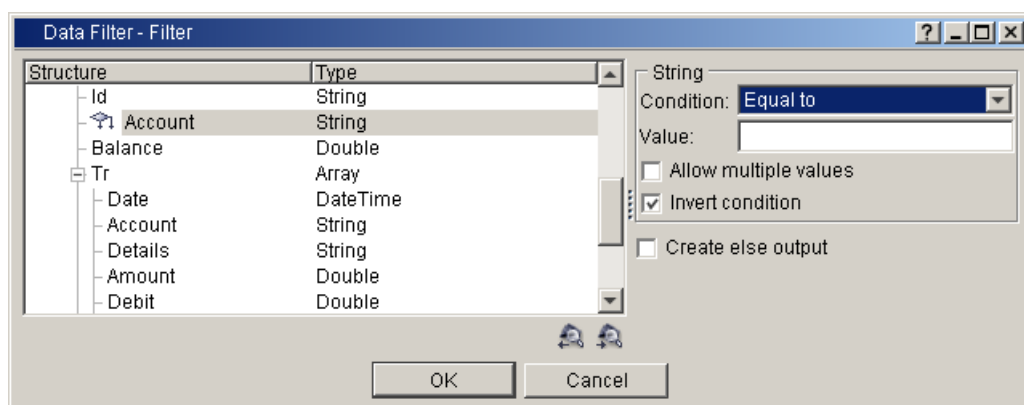 Data Filter - Filter
Structure Type
Id String
Account String
Balance Double
Tr Array
Date DateTime
Account String
Details String
Amount Double
Debit Double
String
Condition: Equal to
Value:
Allow multiple values
Invert condition
Create else output
OK Cancel